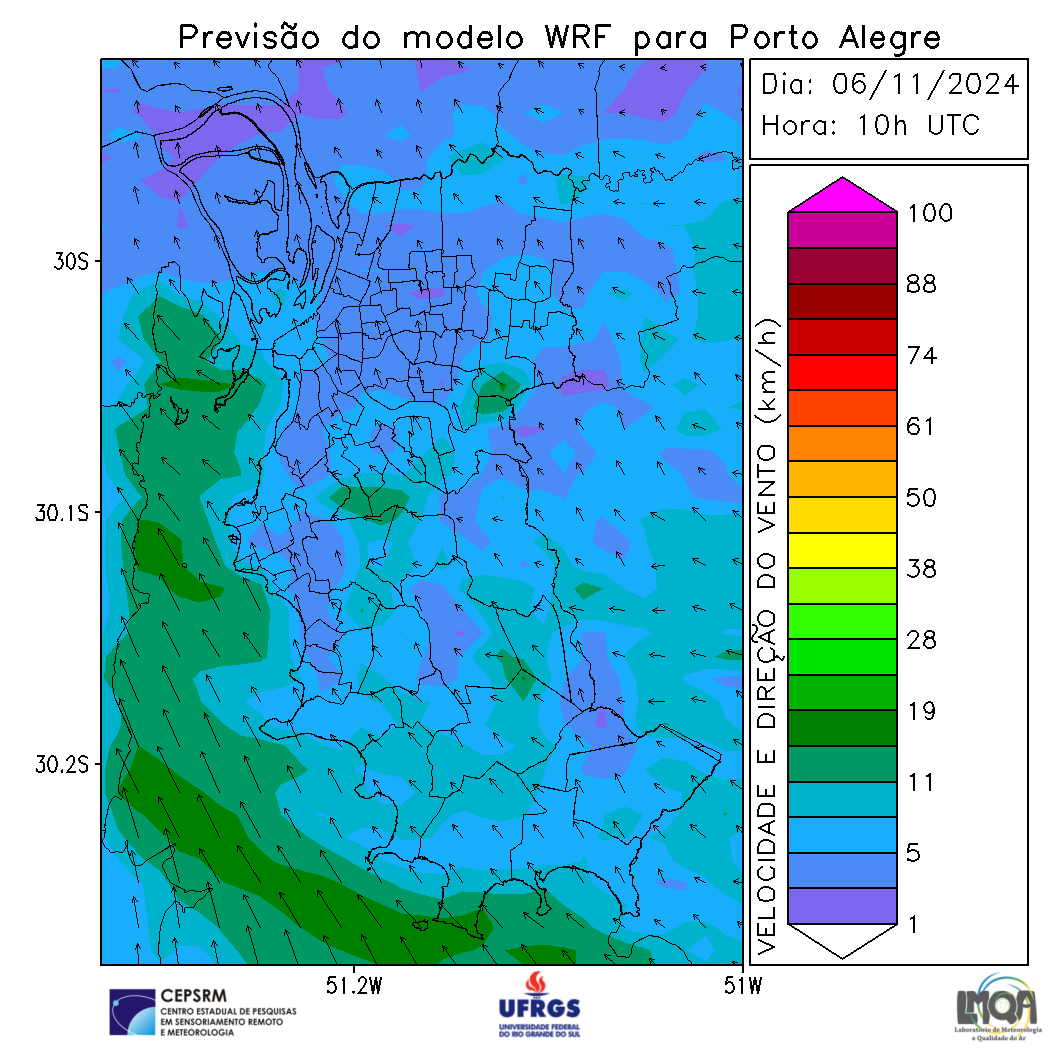 Previsão do modelo WRF para Porto Alegre
Dia: 06/11/2024
Hora: 10h UTC
30S
30.1S
30.2S
51.2W
51W
VELOCIDADE E DIREÇÃO DO VENTO (km/h)
100
88
74
61
50
38
28
19
11
5
1
CEPSRM
CENTRO ESTADUAL DE PESQUISAS
EM SENSORIAMENTO REMOTO
E METEOROLOGIA
UFRGS
UNIVERSIDADE FEDERAL
DO RIO GRANDE DO SUL
LMQA
Laboratório de Meteorologia
e Qualidade do Ar